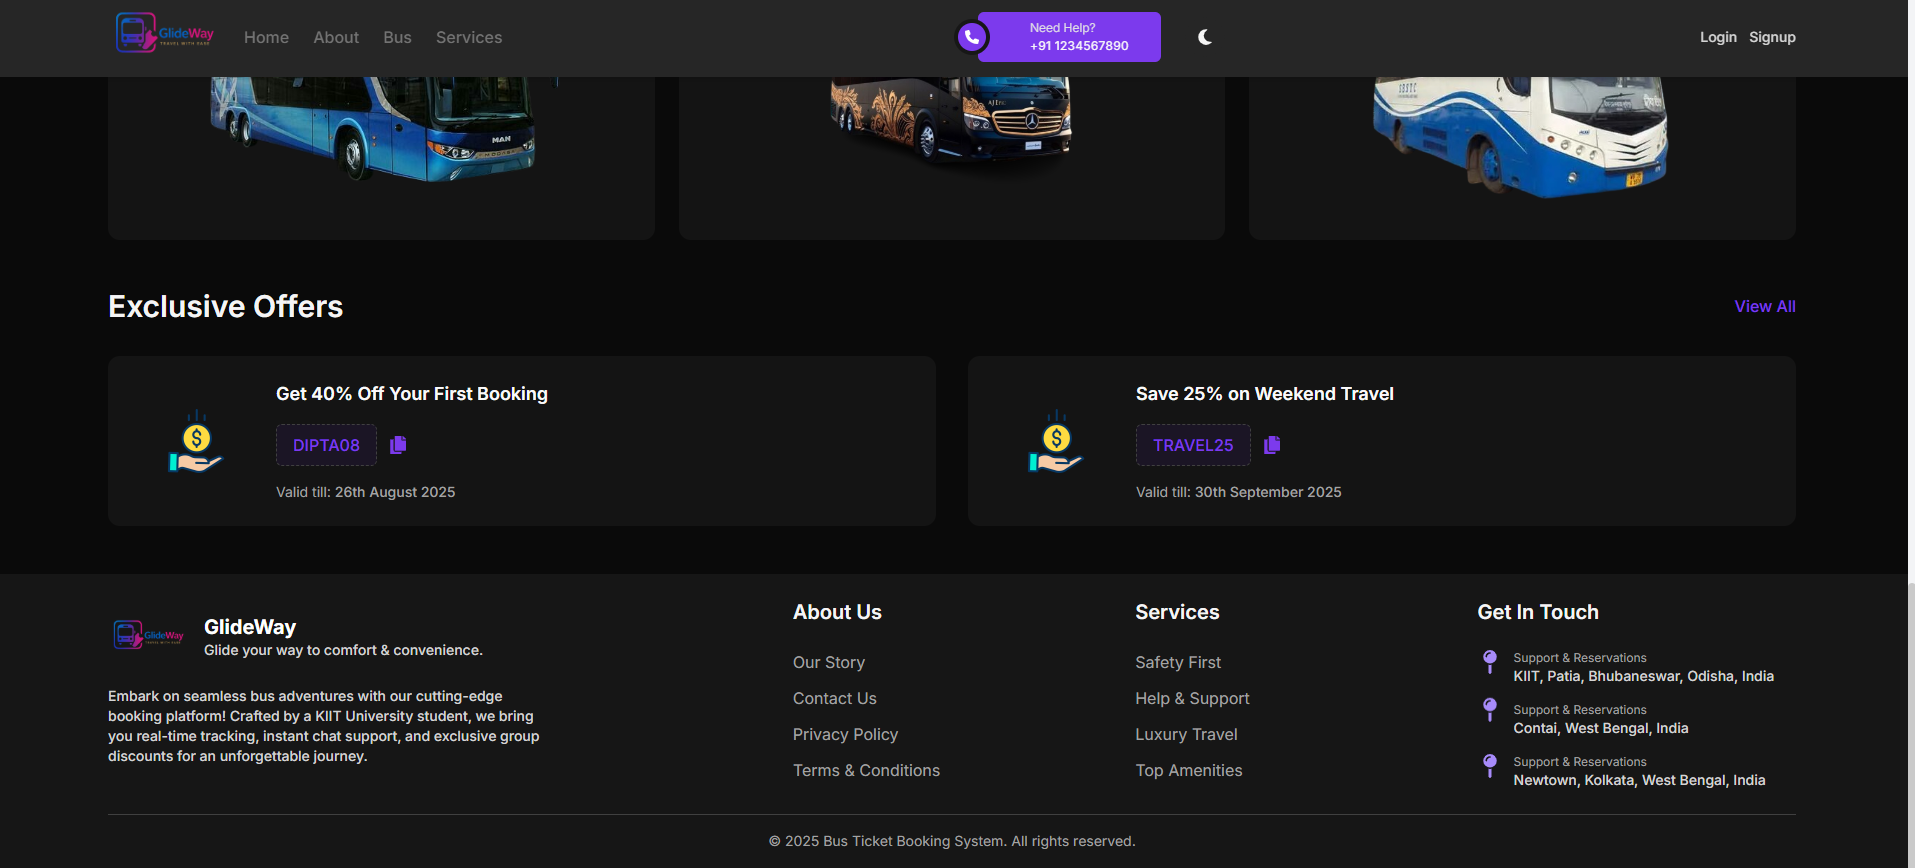 GlideWay
TRAVEL WITH EASE
Home
About
Bus
Services
Need Help?
+91 1234567890
Login
Signup
MAN
SBSTC
Exclusive Offers
View All
Get 40% Off Your First Booking
DIPTA08
Valid till: 26th August 2025
Save 25% on Weekend Travel
TRAVEL25
Valid till: 30th September 2025
GlideWay
TRAVEL WITH EASE
GlideWay
Glide your way to comfort & convenience.
Embark on seamless bus adventures with our cutting-edge
booking platform! Crafted by a KIIT University student, we bring
you real-time tracking, instant chat support, and exclusive group
discounts for an unforgettable journey.
About Us
Our Story
Contact Us
Privacy Policy
Terms & Conditions
Services
Safety First
Help & Support
Luxury Travel
Top Amenities
Get In Touch
Support & Reservations
KIIT, Patia, Bhubaneswar, Odisha, India
Support & Reservations
Contai, West Bengal, India
Support & Reservations
Newtown, Kolkata, West Bengal, India
© 2025 Bus Ticket Booking System. All rights reserved.